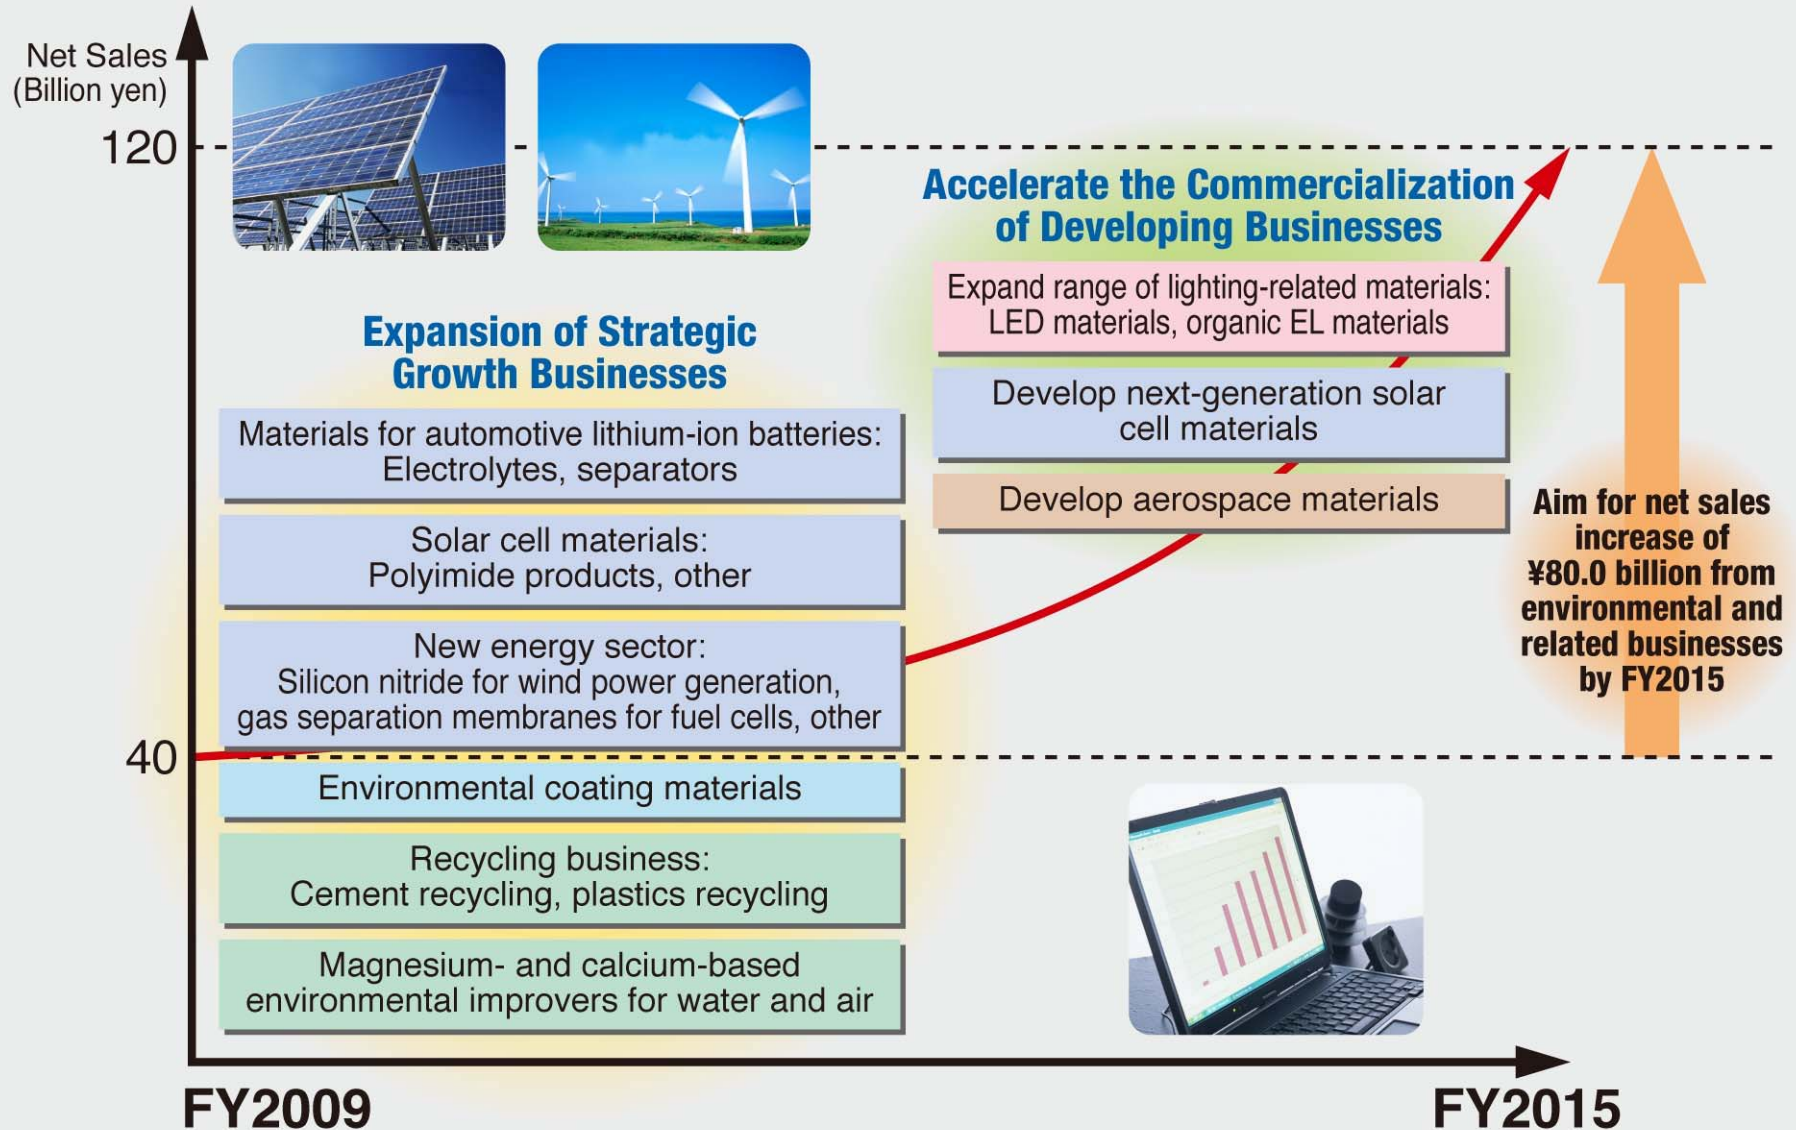 Net Sales
(Billion yen)
120
Accelerate the Commercialization
of Developing Businesses
Expand range of lighting-related materials:
LED materials, organic EL materials
Develop next-generation solar
cell materials
Develop aerospace materials
Expansion of Strategic
Growth Businesses
Materials for automotive lithium-ion batteries:
Electrolytes, separators
Solar cell materials:
Polyimide products, other
New energy sector:
Silicon nitride for wind power generation,
gas separation membranes for fuel cells, other
40
Environmental coating materials
Recycling business:
Cement recycling, plastics recycling
Magnesium- and calcium-based
environmental improvers for water and air
Aim for net sales
increase of
¥80.0 billion from
environmental and
related businesses
by FY2015
FY2009
FY2015